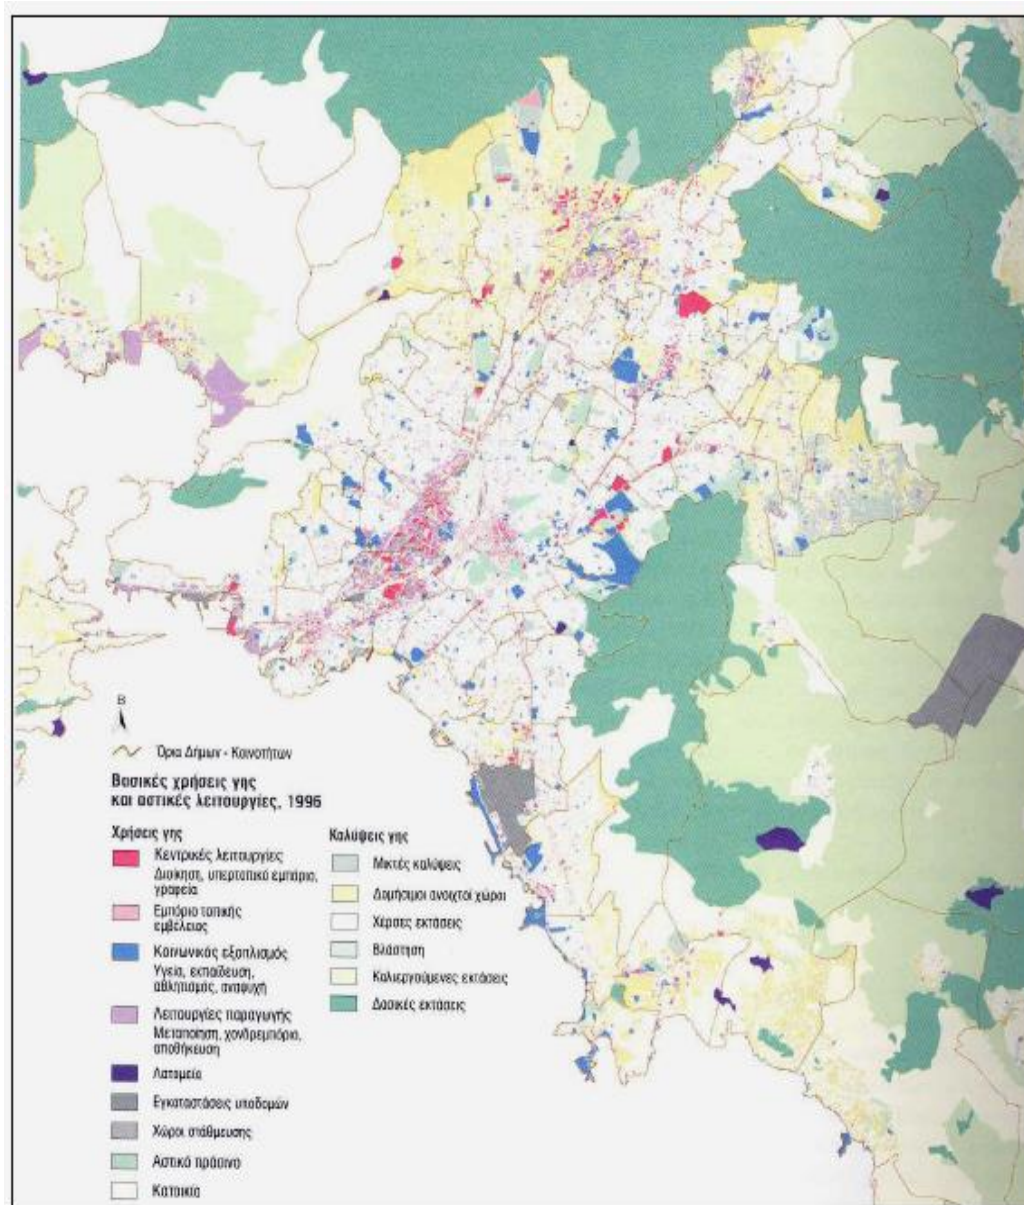 Β
Όρια Δήμων - Κοινοτήτων
Βασικές χρήσεις γης
και αστικές λειτουργίες, 1996
Χρήσεις γης
Κεντρικές λειτουργίες
Διοίκηση, υπερτοπικό εμπόριο,
γραφεία
Εμπόριο τοπικής
εμβέλειας
Κοινωνικός εξοπλισμός
Υγεία, εκπαίδευση,
αθλητισμός, αναψυχή
Λειτουργίες παραγωγής
Μεταποίηση, χονδρεμπόριο,
αποθήκευση
Λατομεία
Εγκαταστάσεις υποδομών
Χώροι στάθμευσης
Αστικό πράσινο
Κατοικία
Καλύψεις γης
Μικτές καλύψεις
Δομήσιμοι ανοιχτοί χώροι
Χέρσες εκτάσεις
Βλάστηση
Καλιεργούμενες εκτάσεις
Δασικές εκτάσεις